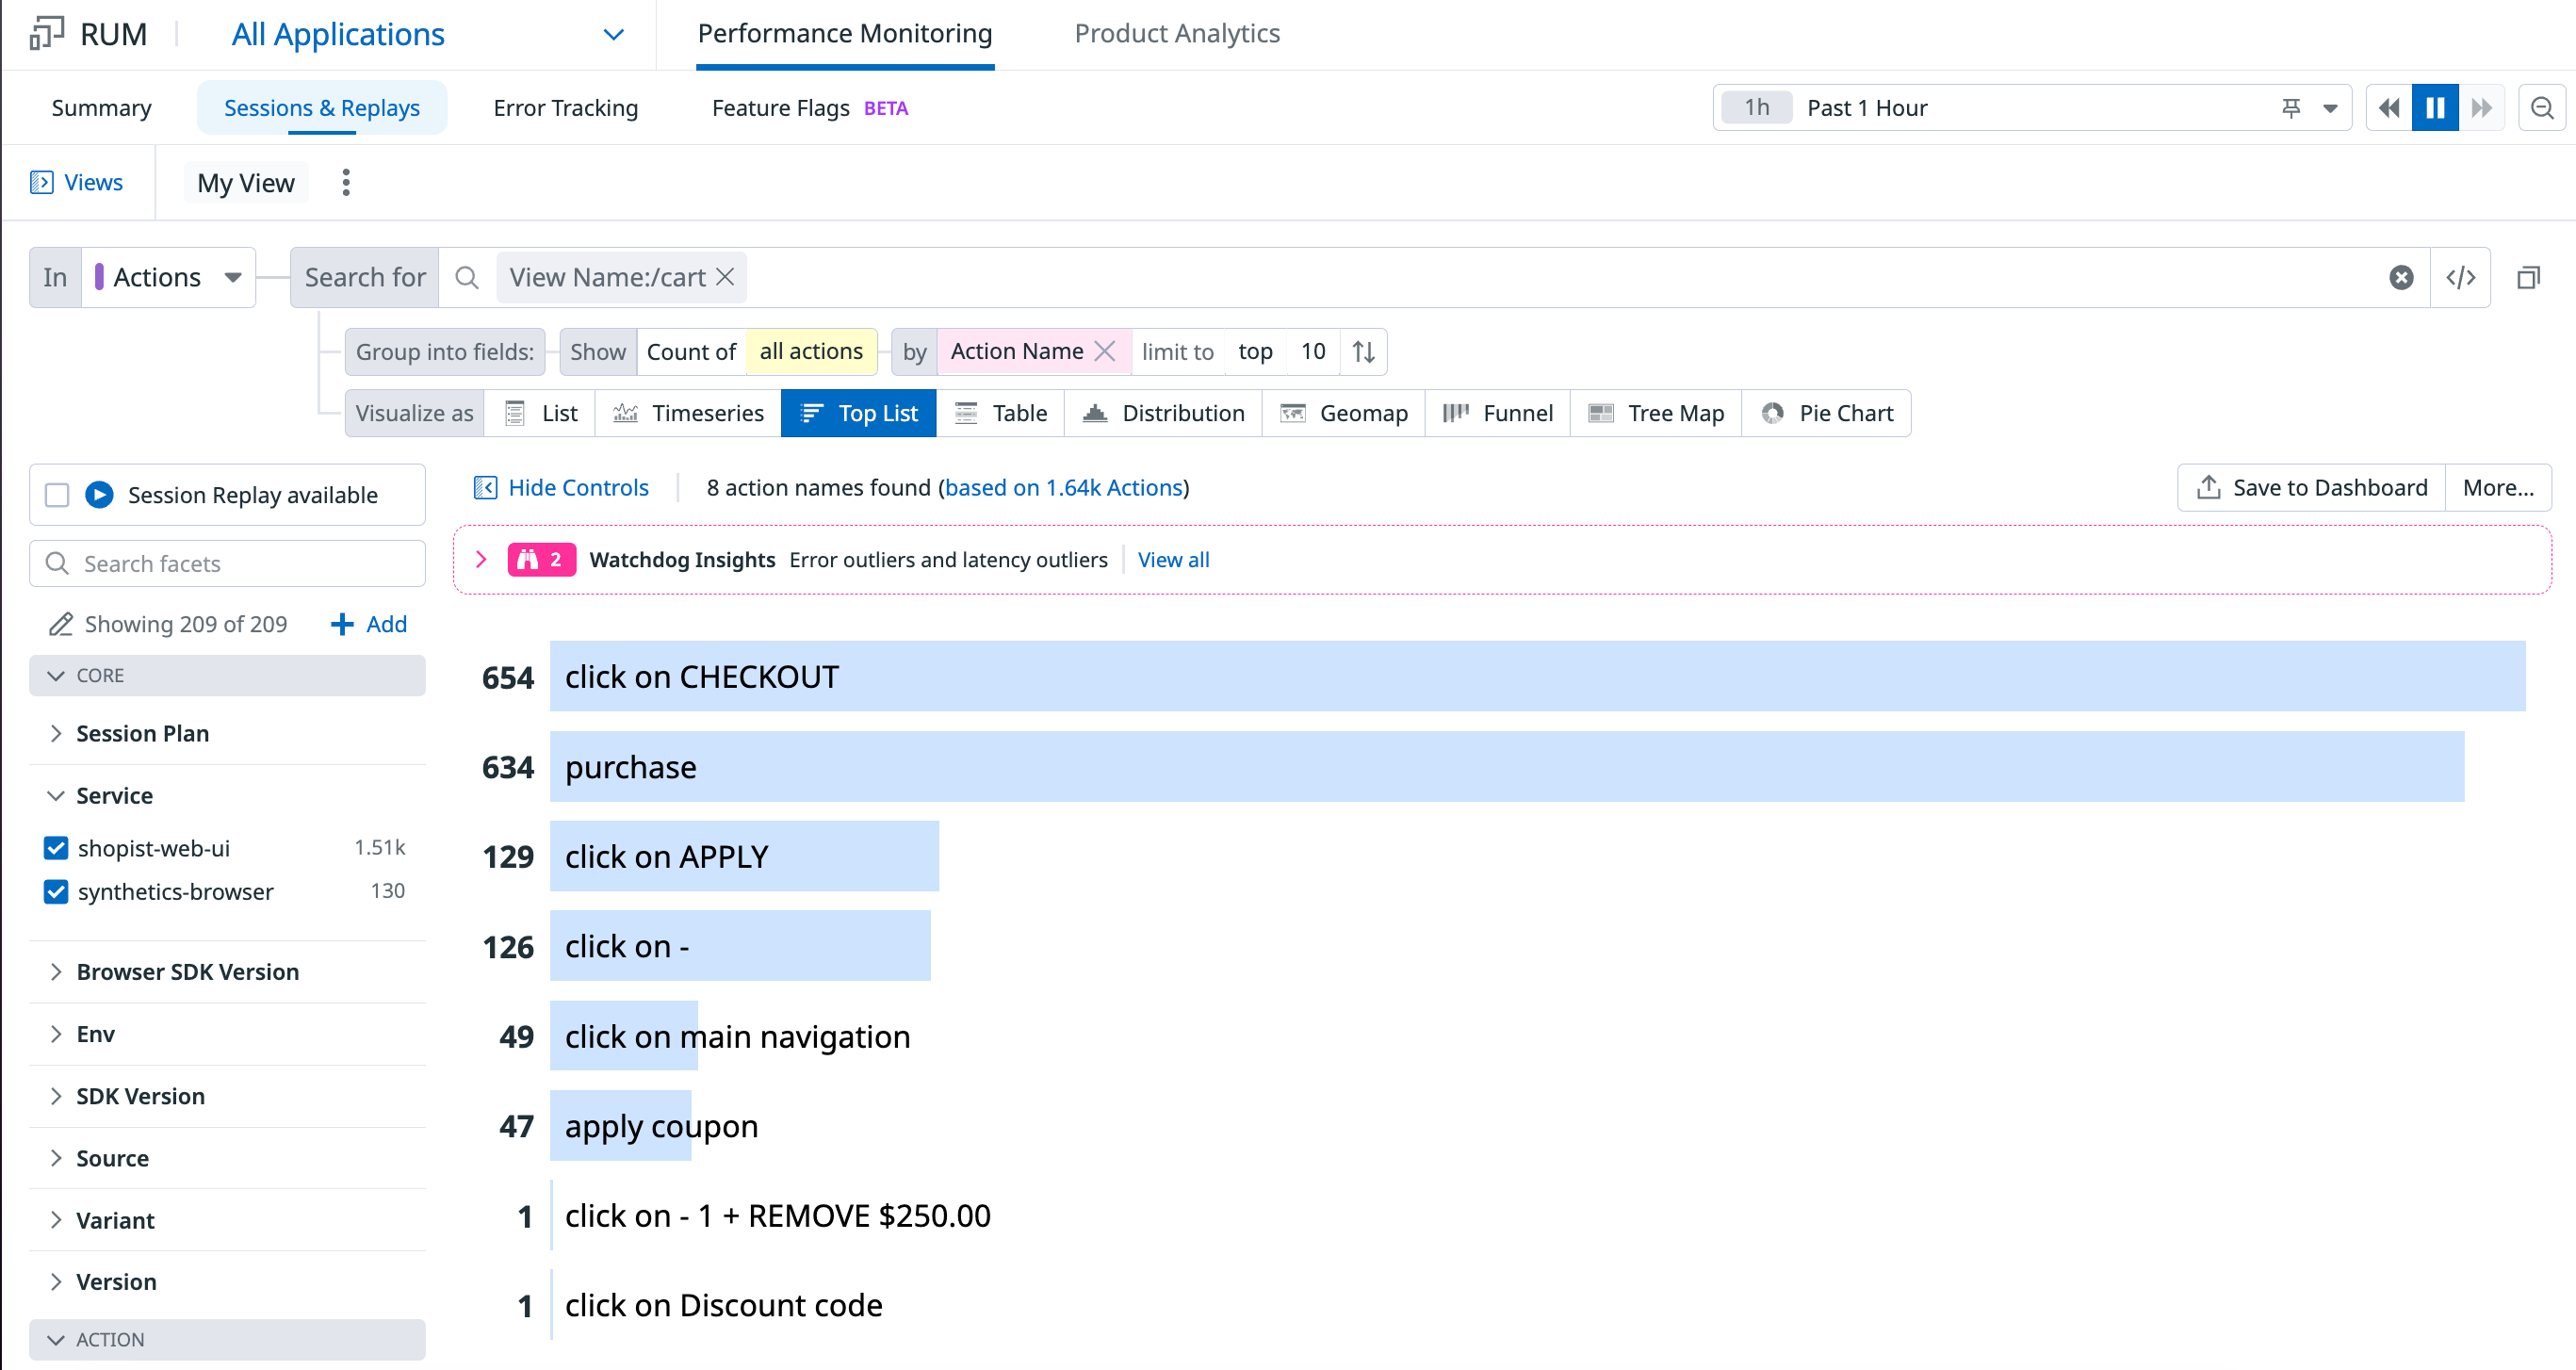 RUM All Applications Performance Monitoring Product Analytics
Summary Sessions & Replays Error Tracking Feature Flags BETA 1h Past 1 Hour
Views My View
In Actions Search for View Name:/cart </>
Group into fields: Show Count of all actions by Action Name limit to top 10
Visualize as List Timeseries Top List Table Distribution Geomap Funnel Tree Map Pie Chart
Session Replay available
Search facets
Showing 209 of 209 Add
CORE
Session Plan
Service
shopist-web-ui 1.51k
synthetics-browser 130
Browser SDK Version
Env
SDK Version
Source
Variant
Version
ACTION
Hide Controls 8 action names found (based on 1.64k Actions) Save to Dashboard More...
2 Watchdog Insights Error outliers and latency outliers View all
654 click on CHECKOUT
634 purchase
129 click on APPLY
126 click on -
49 click on main navigation
47 apply coupon
1 click on - 1 + REMOVE $250.00
1 click on Discount code